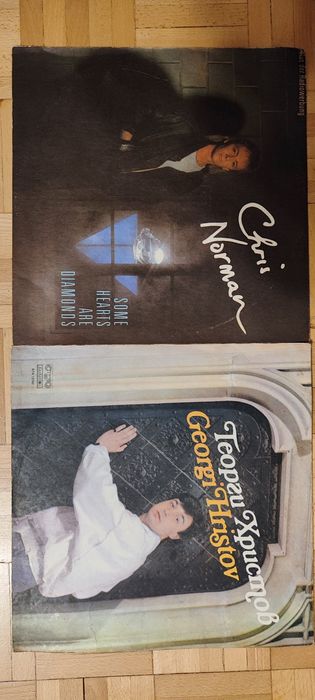 Chris
Norman
SOME
HEARTS
ARE
DIAMONDS
Георги Христов
Georgi Hristov